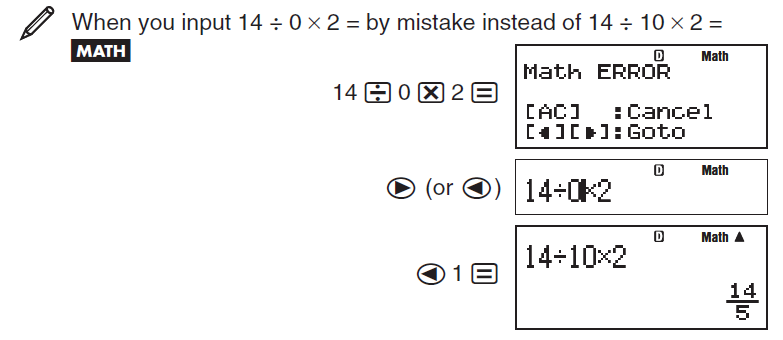 When you input 14 ÷ 0 × 2 = by mistake instead of 14 ÷ 10 × 2 =
MATH
14 ÷ 0 × 2 =
D Math
Math ERROR
[AC] :Cancel
[◀][▶]:Goto
▶ (or ◀)
D Math
14÷0×2
◀ 1 =
D Math ▲
14÷10×2
14
5